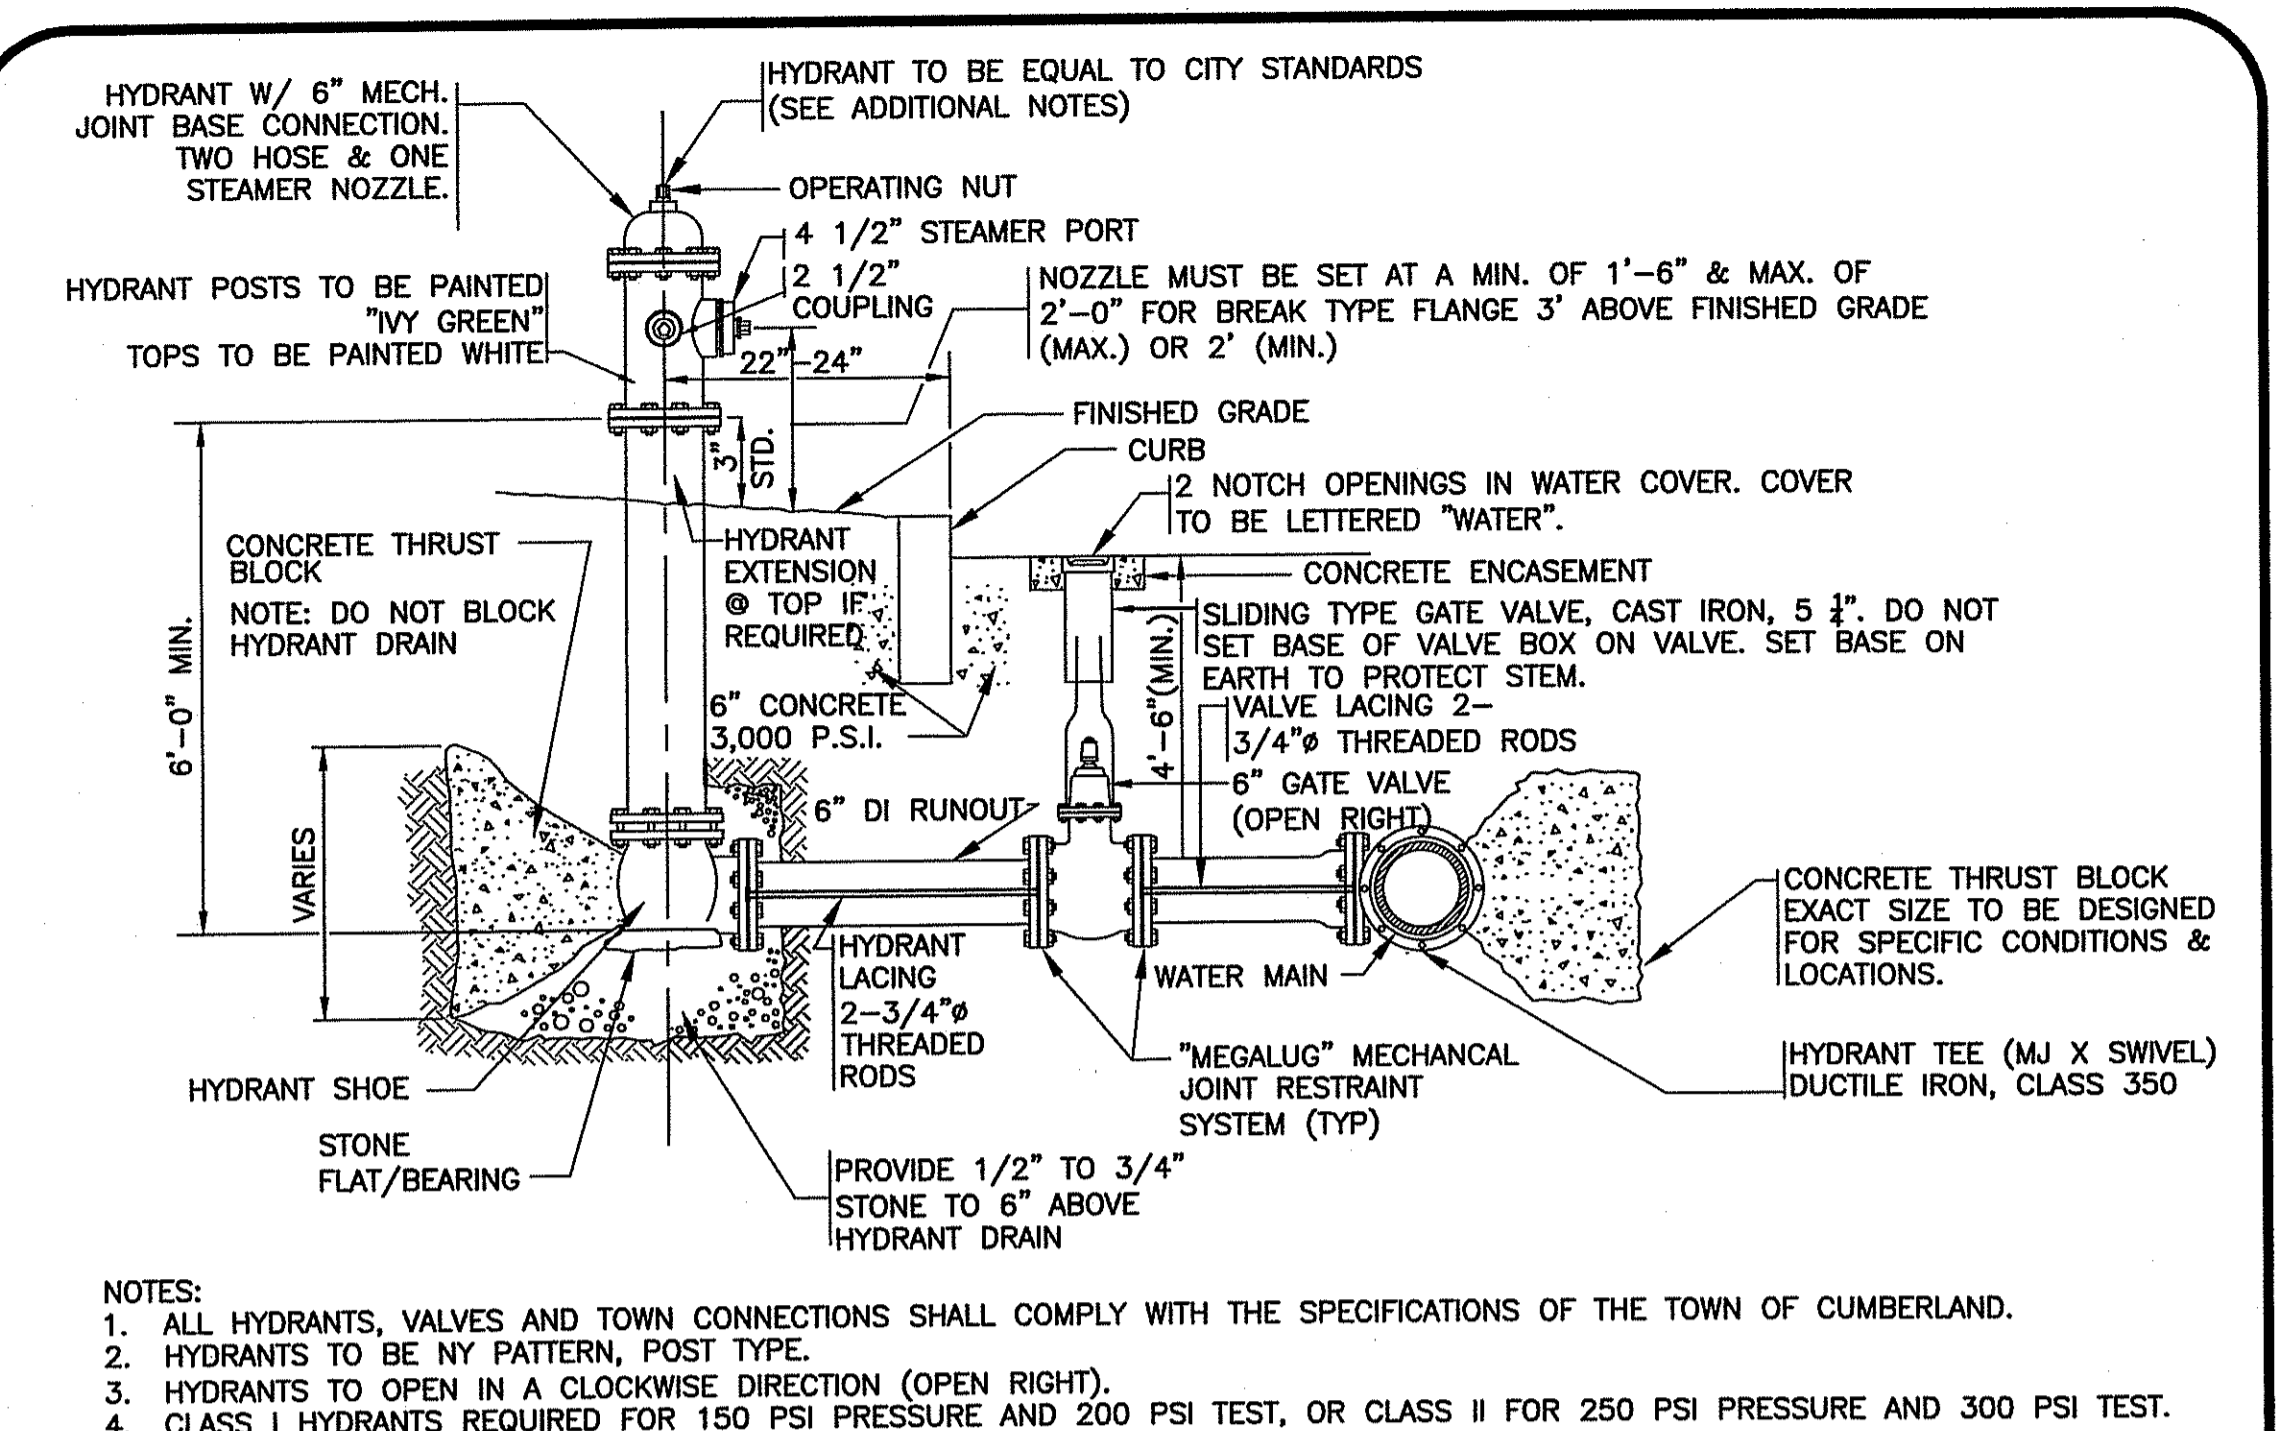 HYDRANT W/ 6" MECH.
JOINT BASE CONNECTION.
TWO HOSE & ONE
STEAMER NOZZLE.
HYDRANT TO BE EQUAL TO CITY STANDARDS
(SEE ADDITIONAL NOTES)
OPERATING NUT
4 1/2" STEAMER PORT
2 1/2"
COUPLING
HYDRANT POSTS TO BE PAINTED
"IVY GREEN"
TOPS TO BE PAINTED WHITE
NOZZLE MUST BE SET AT A MIN. OF 1'-6" & MAX. OF
2'-0" FOR BREAK TYPE FLANGE 3' ABOVE FINISHED GRADE
(MAX.) OR 2' (MIN.)
22"-24"
3"
STD.
FINISHED GRADE
CURB
2 NOTCH OPENINGS IN WATER COVER. COVER
TO BE LETTERED "WATER".
CONCRETE THRUST
BLOCK
NOTE: DO NOT BLOCK
HYDRANT DRAIN
HYDRANT
EXTENSION
@ TOP IF
REQUIRED
CONCRETE ENCASEMENT
SLIDING TYPE GATE VALVE, CAST IRON, 5 1/4". DO NOT
SET BASE OF VALVE BOX ON VALVE. SET BASE ON
EARTH TO PROTECT STEM.
6'-0" MIN.
4'-6"(MIN.)
6" CONCRETE
3,000 P.S.I.
VALVE LACING 2-
3/4"ø THREADED RODS
6" GATE VALVE
(OPEN RIGHT)
6" DI RUNOUT
VARIES
CONCRETE THRUST BLOCK
EXACT SIZE TO BE DESIGNED
FOR SPECIFIC CONDITIONS &
LOCATIONS.
HYDRANT
LACING
2-3/4"ø
THREADED
RODS
WATER MAIN
"MEGALUG" MECHANCAL
JOINT RESTRAINT
SYSTEM (TYP)
HYDRANT TEE (MJ X SWIVEL)
DUCTILE IRON, CLASS 350
HYDRANT SHOE
STONE
FLAT/BEARING
PROVIDE 1/2" TO 3/4"
STONE TO 6" ABOVE
HYDRANT DRAIN
NOTES:
1. ALL HYDRANTS, VALVES AND TOWN CONNECTIONS SHALL COMPLY WITH THE SPECIFICATIONS OF THE TOWN OF CUMBERLAND.
2. HYDRANTS TO BE NY PATTERN, POST TYPE.
3. HYDRANTS TO OPEN IN A CLOCKWISE DIRECTION (OPEN RIGHT).
4. CLASS I HYDRANTS REQUIRED FOR 150 PSI PRESSURE AND 200 PSI TEST, OR CLASS II FOR 250 PSI PRESSURE AND 300 PSI TEST.